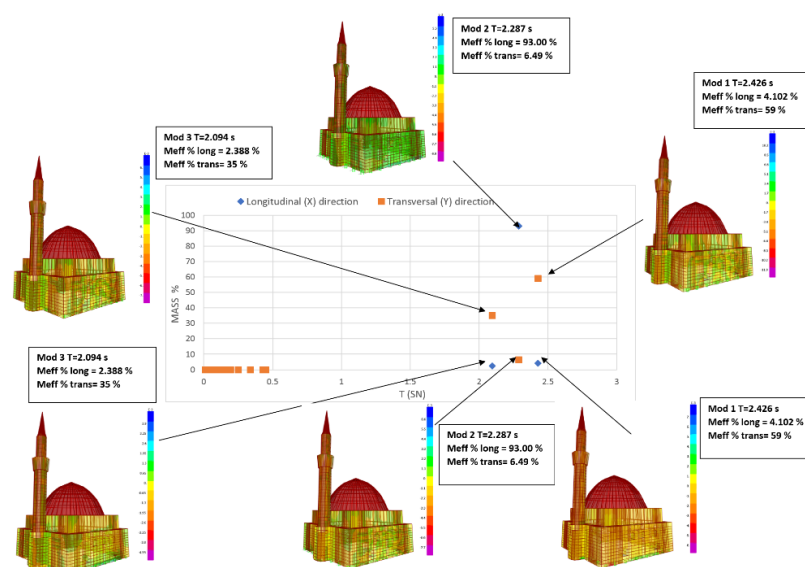 Mod 2 T=2.287 s
Meff % long = 93.00 %
Meff % trans= 6.49 %
Mod 1 T=2.426 s
Meff % long = 4.102 %
Meff % trans= 59 %
Mod 3 T=2.094 s
Meff % long = 2.388 %
Meff % trans= 35 %
Longitudinal (X) direction
Transversal (Y) direction
100
90
80
70
60
50
40
30
20
10
0
MASS %
0 0.5 1 1.5 2 2.5 3
T (SN)
Mod 3 T=2.094 s
Meff % long = 2.388 %
Meff % trans= 35 %
Mod 2 T=2.287 s
Meff % long = 93.00 %
Meff % trans= 6.49 %
Mod 1 T=2.426 s
Meff % long = 4.102 %
Meff % trans= 59 %